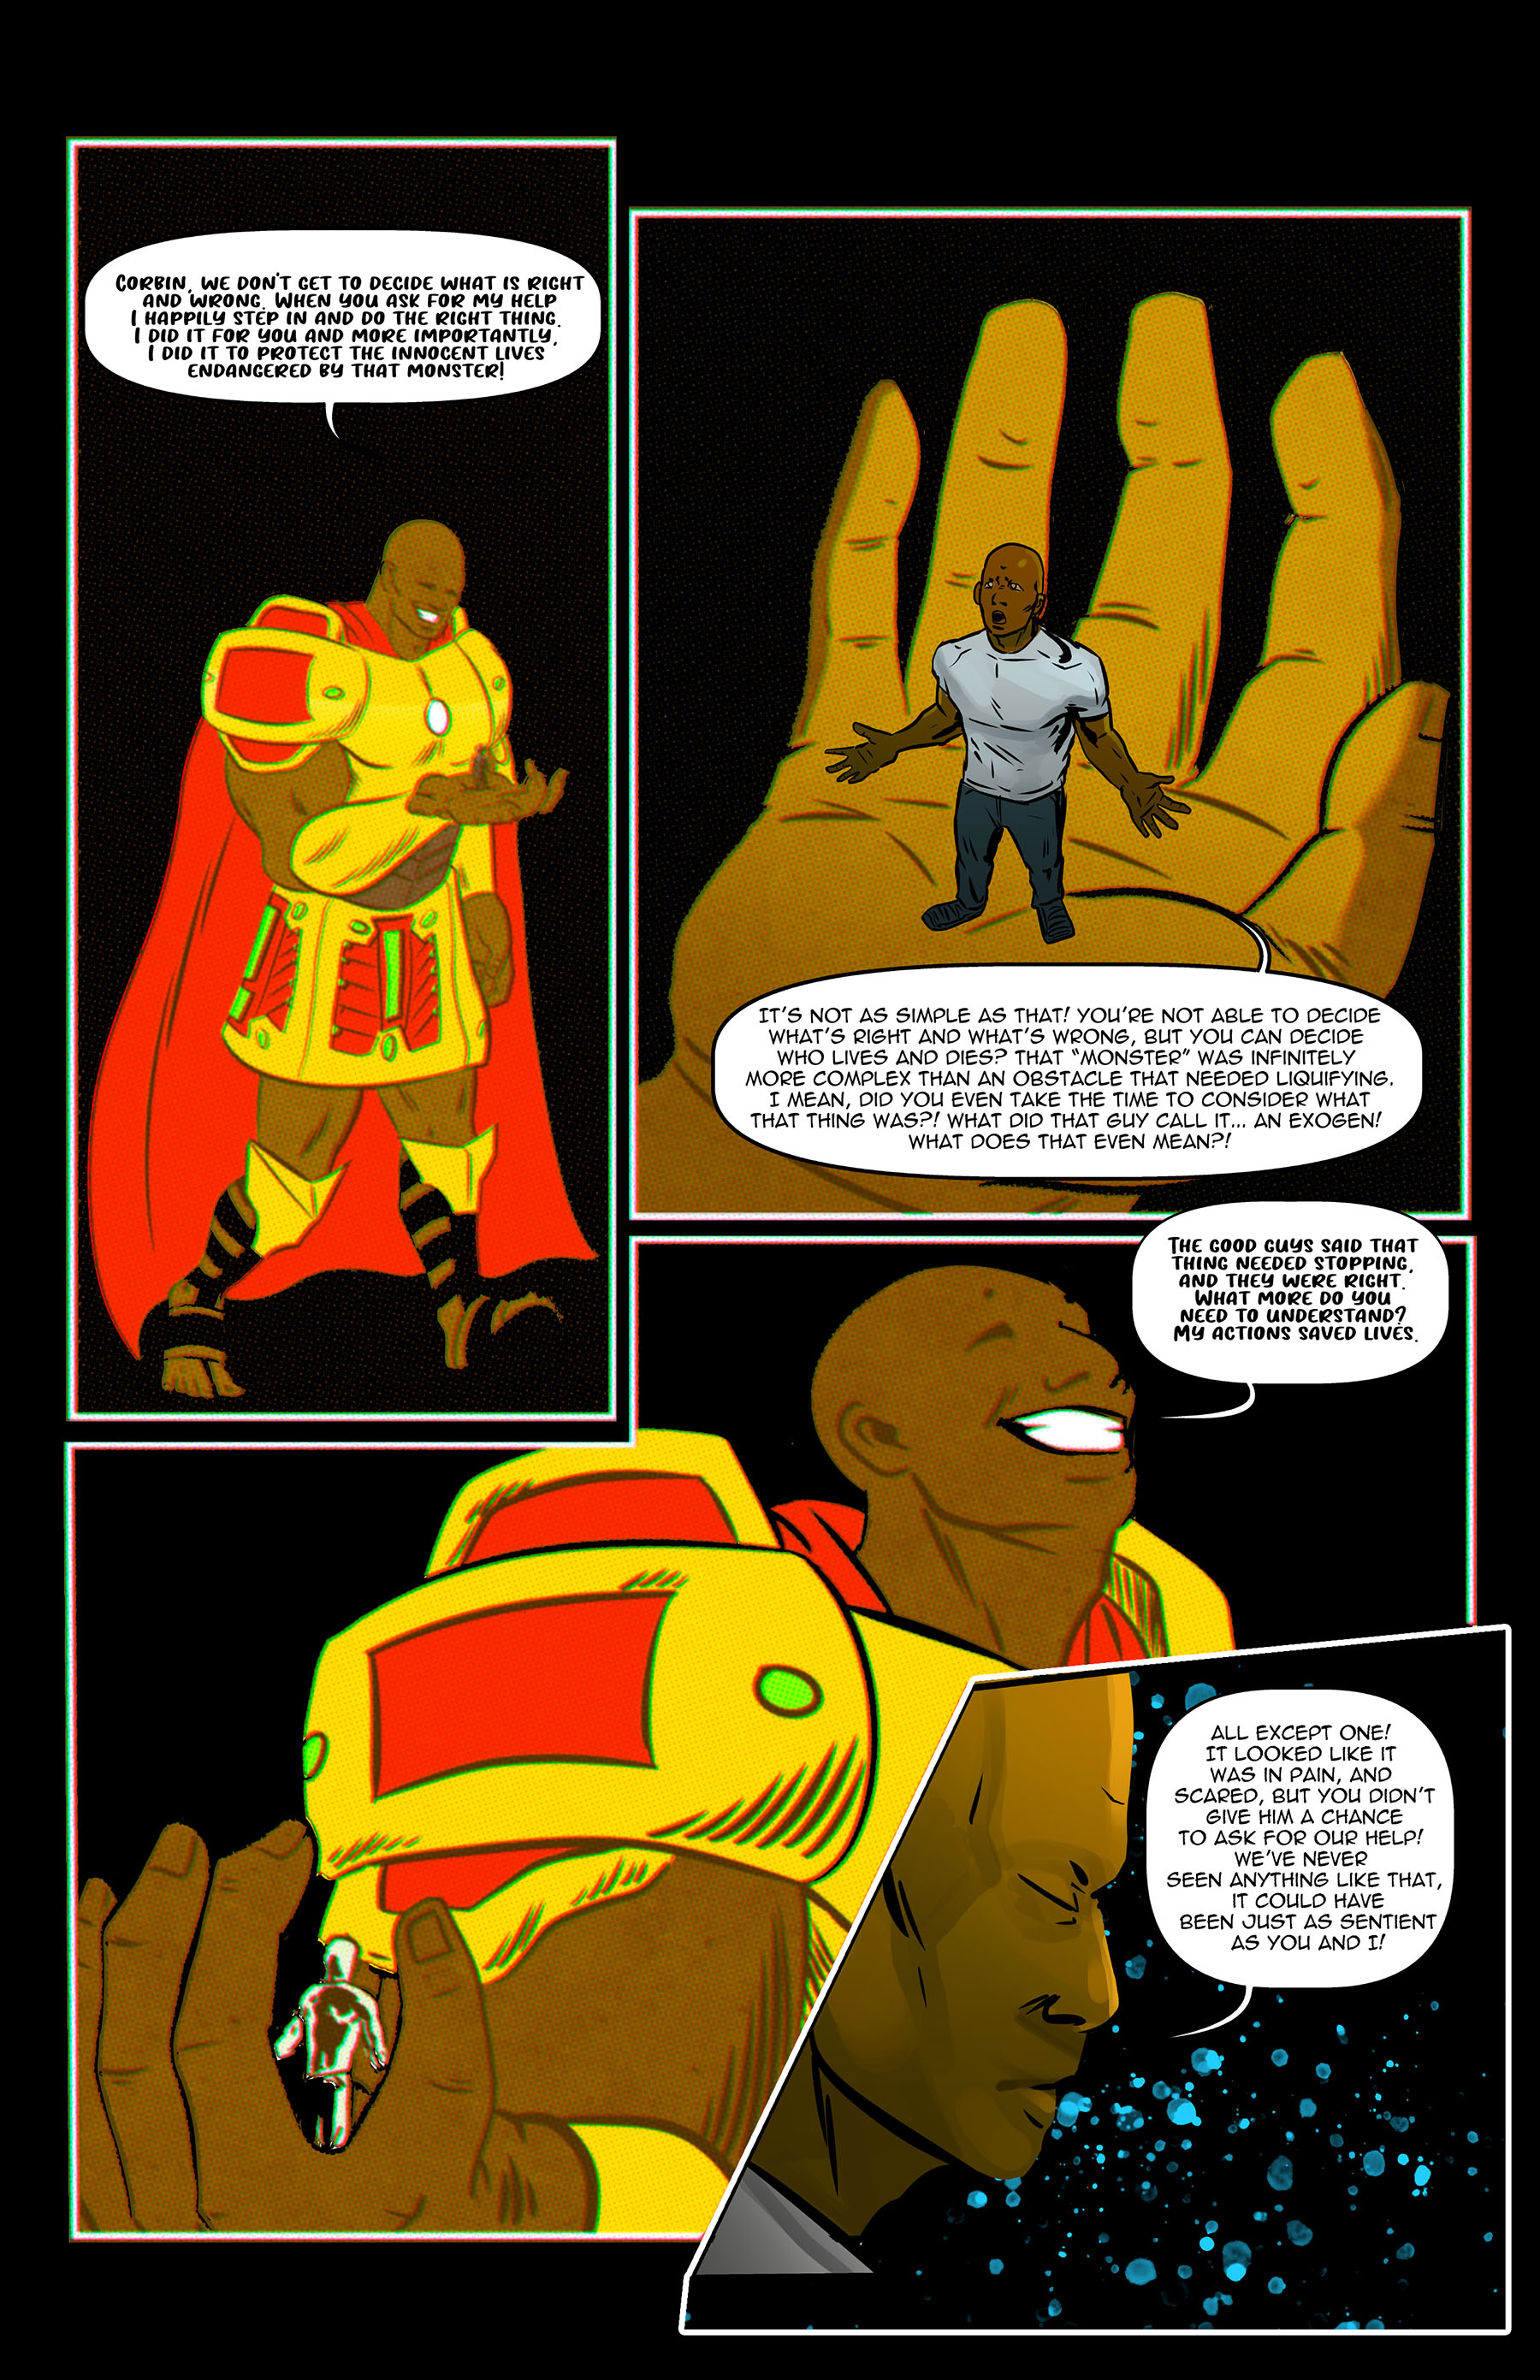 Corbin, we don't get to decide what is right
and wrong. When you ask for my help
I happily step in and do the right thing.
I did it for you and more importantly,
I did it to protect the innocent lives
endangered by that monster!
IT'S NOT AS SIMPLE AS THAT! YOU'RE NOT ABLE TO DECIDE
WHAT'S RIGHT AND WHAT'S WRONG, BUT YOU CAN DECIDE
WHO LIVES AND DIES? THAT “MONSTER” WAS INFINITELY
MORE COMPLEX THAN AN OBSTACLE THAT NEEDED LIQUIFYING.
I MEAN, DID YOU EVEN TAKE THE TIME TO CONSIDER WHAT
THAT THING WAS?! WHAT DID THAT GUY CALL IT... AN EXOGEN!
WHAT DOES THAT EVEN MEAN?!
The good guys said that
thing needed stopping,
and they were right.
What more do you
need to understand?
My actions saved lives.
ALL EXCEPT ONE!
IT LOOKED LIKE IT
WAS IN PAIN, AND
SCARED, BUT YOU DIDN'T
GIVE HIM A CHANCE
TO ASK FOR OUR HELP!
WE'VE NEVER
SEEN ANYTHING LIKE THAT,
IT COULD HAVE
BEEN JUST AS SENTIENT
AS YOU AND I!